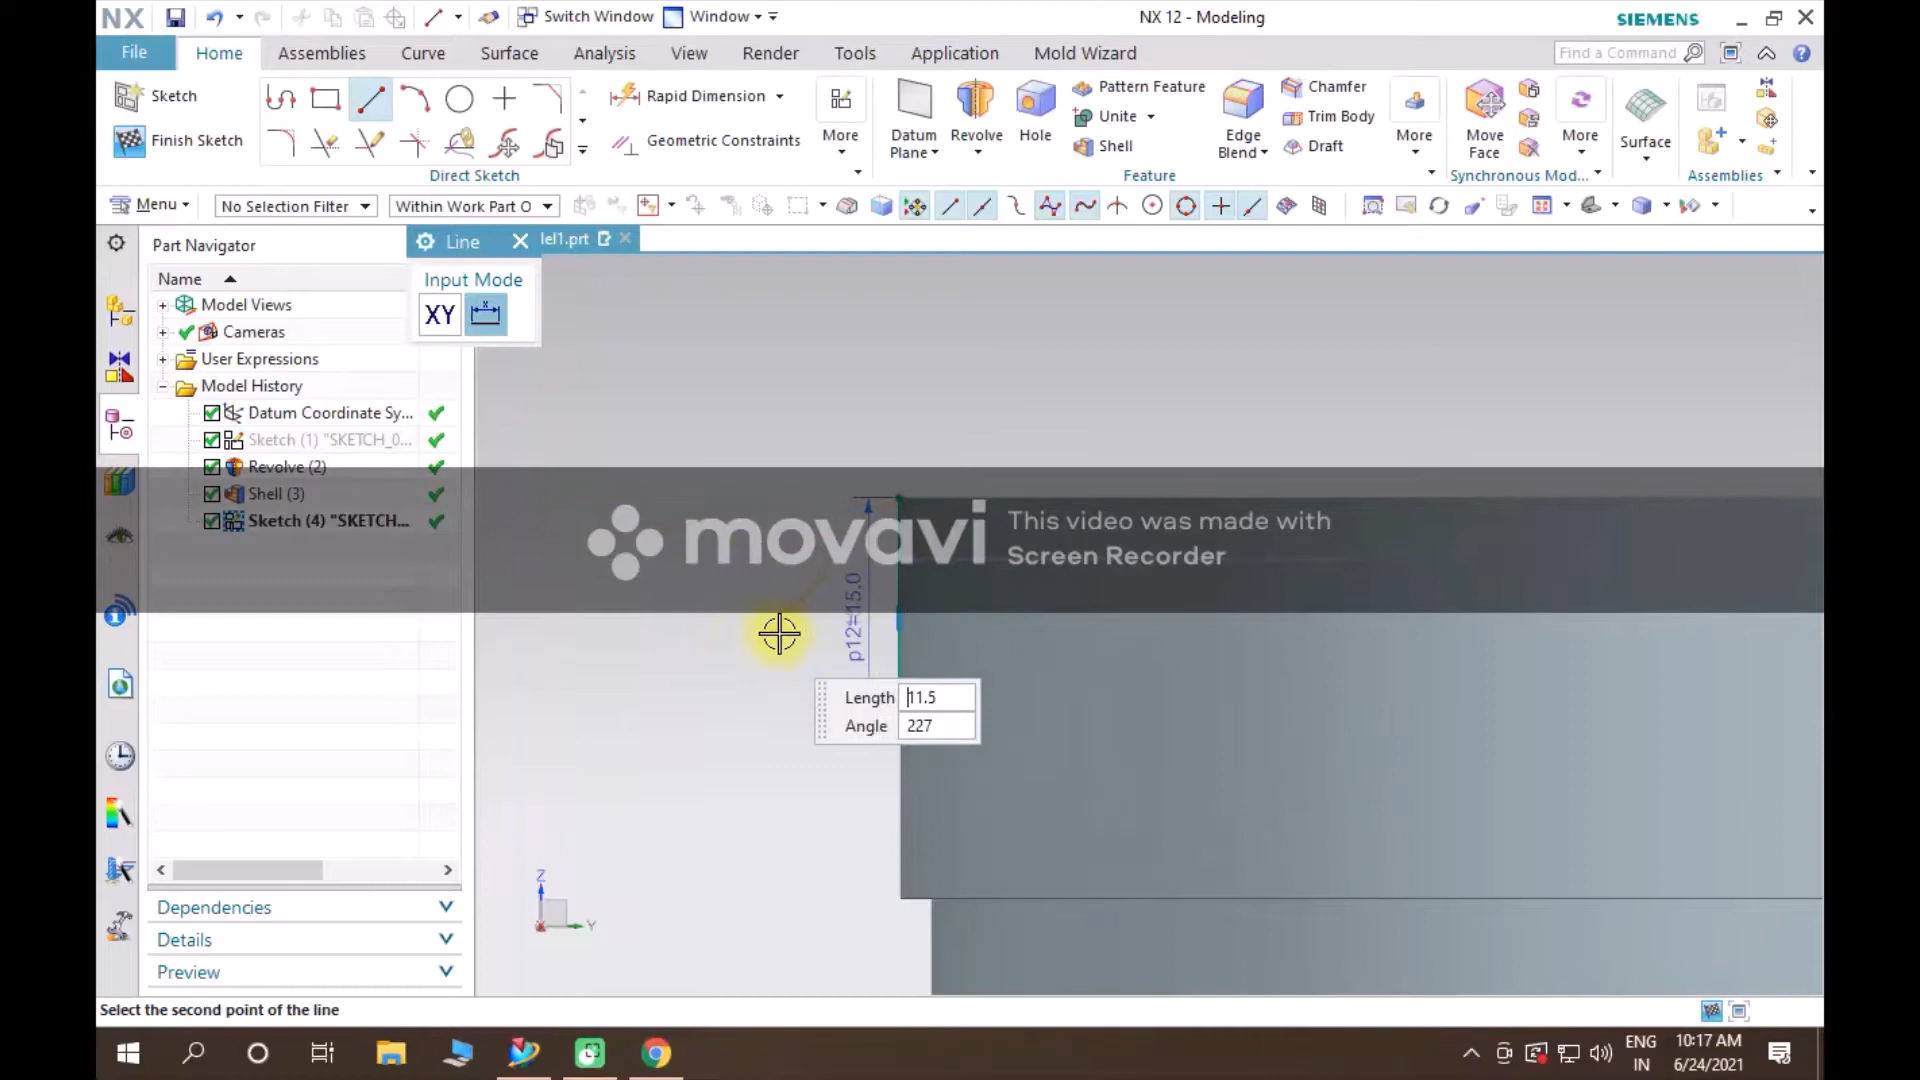 NX
Switch Window
Window
NX 12 - Modeling
SIEMENS
File
Home
Assemblies
Curve
Surface
Analysis
View
Render
Tools
Application
Mold Wizard
Find a Command
Sketch
Finish Sketch
Direct Sketch
Rapid Dimension
Geometric Constraints
More
Datum Plane
Revolve
Hole
Pattern Feature
Unite
Shell
Edge Blend
Chamfer
Trim Body
Draft
More
Feature
Move Face
More
Synchronous Mod...
Surface
Assemblies
Menu
No Selection Filter
Within Work Part O
Part Navigator
Line
lel1.prt
Input Mode
XY
Name
Model Views
Cameras
User Expressions
Model History
Datum Coordinate Sy...
Sketch (1) "SKETCH_0...
Revolve (2)
Shell (3)
Sketch (4) "SKETCH...
movavi
This video was made with
Screen Recorder
p12=15,0
Length 11.5
Angle 227
Z
Y
Dependencies
Details
Preview
Select the second point of the line
ENG
IN
10:17 AM
6/24/2021